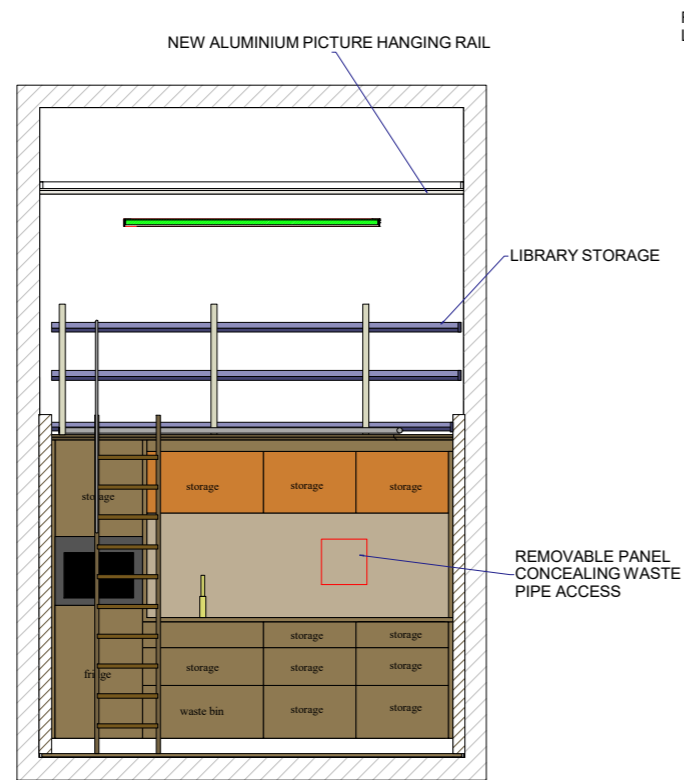 NEW ALUMINIUM PICTURE HANGING RAIL
LIBRARY STORAGE
storage
storage
storage
storage
REMOVABLE PANEL
CONCEALING WASTE
PIPE ACCESS
storage
storage
fridge
storage
storage
storage
waste bin
storage
storage